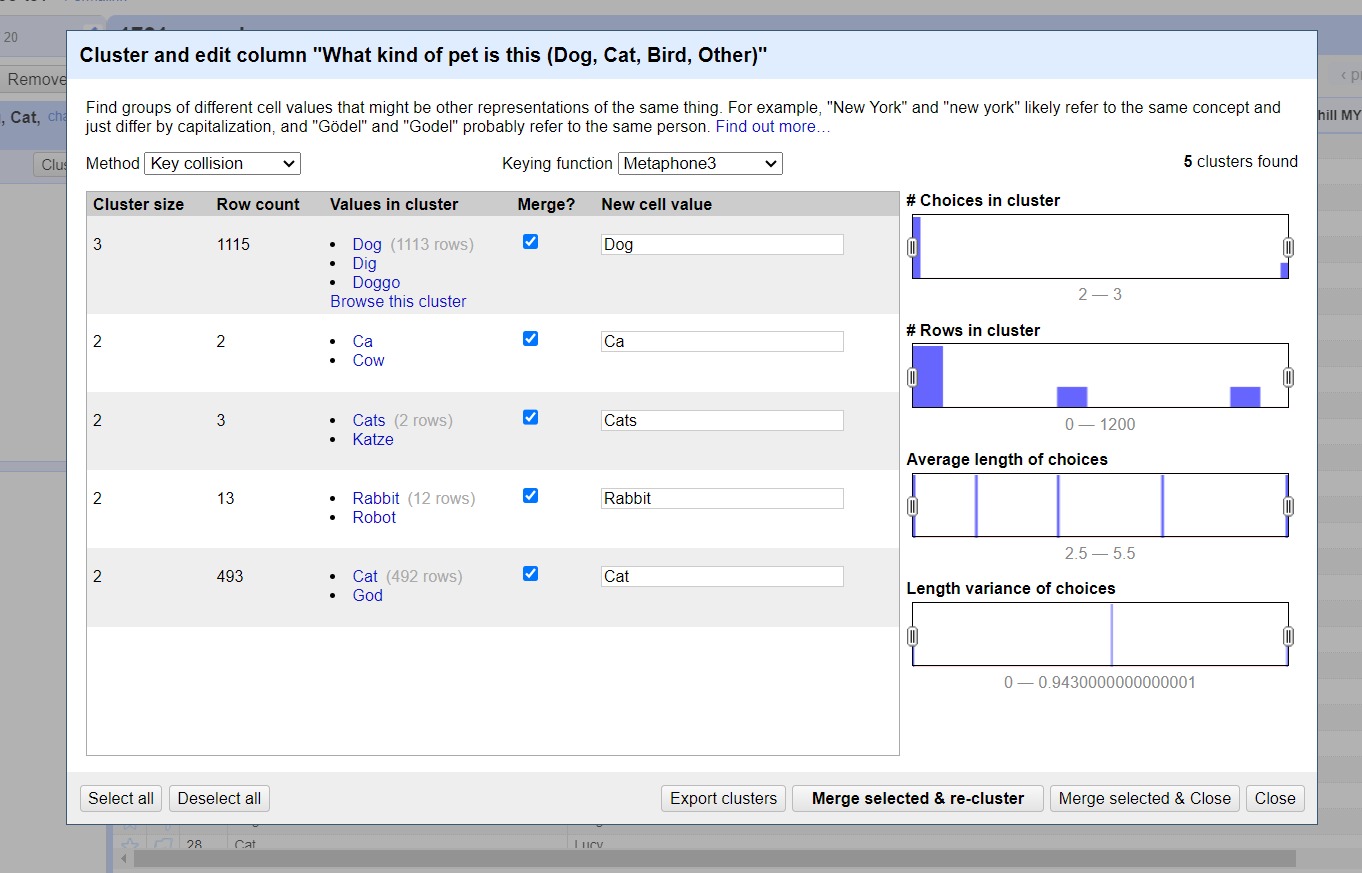 20
Remove
Cat,
Cluster and edit column "What kind of pet is this (Dog, Cat, Bird, Other)"
Find groups of different cell values that might be other representations of the same thing. For example, "New York" and "new york" likely refer to the same concept and
just differ by capitalization, and "Gödel" and "Godel" probably refer to the same person. Find out more…
Method Key collision Keying function Metaphone3 5 clusters found
Cluster size Row count Values in cluster Merge? New cell value
3 1115 Dog (1113 rows) Dog
Dig
Doggo
Browse this cluster
2 2 Ca Ca
Cow
2 3 Cats (2 rows) Cats
Katze
2 13 Rabbit (12 rows) Rabbit
Robot
2 493 Cat (492 rows) Cat
God
# Choices in cluster
2 — 3
# Rows in cluster
0 — 1200
Average length of choices
2.5 — 5.5
Length variance of choices
0 — 0.9430000000000001
Select all Deselect all Export clusters Merge selected & re-cluster Merge selected & Close Close
28 Cat Lucy